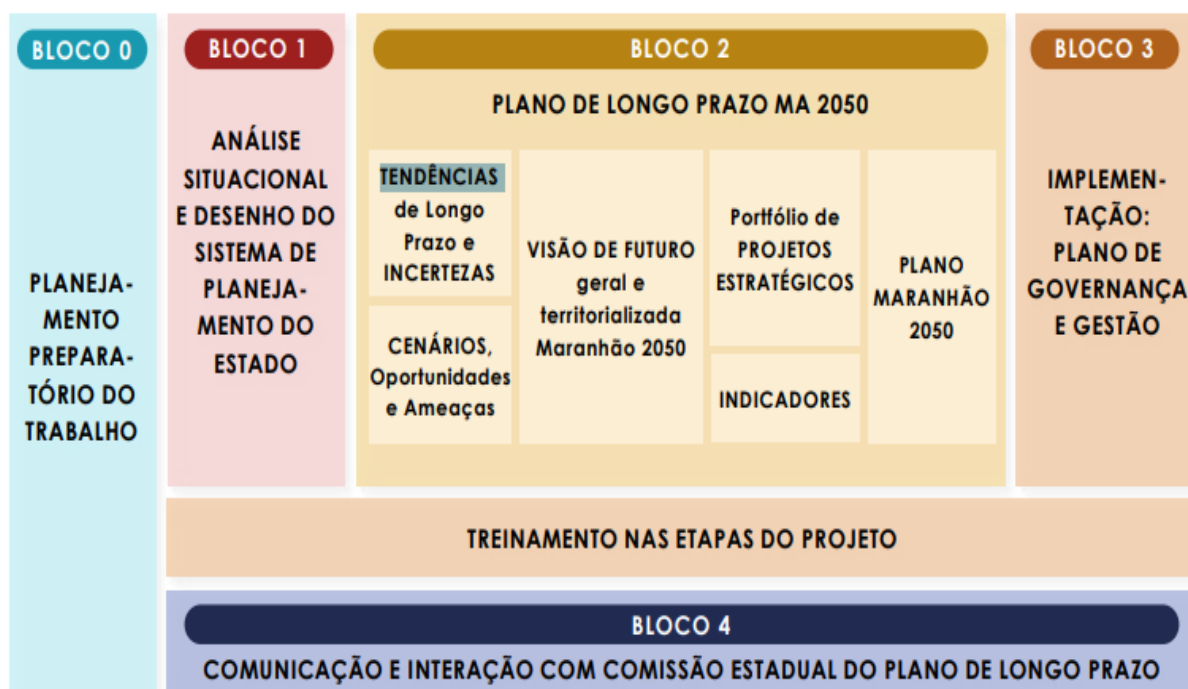 BLOCO 0
PLANEJA-
MENTO
PREPARA-
TÓRIO DO
TRABALHO
BLOCO 1
ANÁLISE
SITUACIONAL
E DESENHO DO
SISTEMA DE
PLANEJA-
MENTO DO
ESTADO
BLOCO 2
PLANO DE LONGO PRAZO MA 2050
TENDÊNCIAS
de Longo
Prazo e
INCERTEZAS
CENÁRIOS,
Oportunidades
e Ameaças
VISÃO DE FUTURO
geral e
territorializada
Maranhão 2050
Portfólio de
PROJETOS
ESTRATÉGICOS
INDICADORES
PLANO
MARANHÃO
2050
BLOCO 3
IMPLEMEN-
TAÇÃO:
PLANO DE
GOVERNANÇA
E GESTÃO
TREINAMENTO NAS ETAPAS DO PROJETO
BLOCO 4
COMUNICAÇÃO E INTERAÇÃO COM COMISSÃO ESTADUAL DO PLANO DE LONGO PRAZO